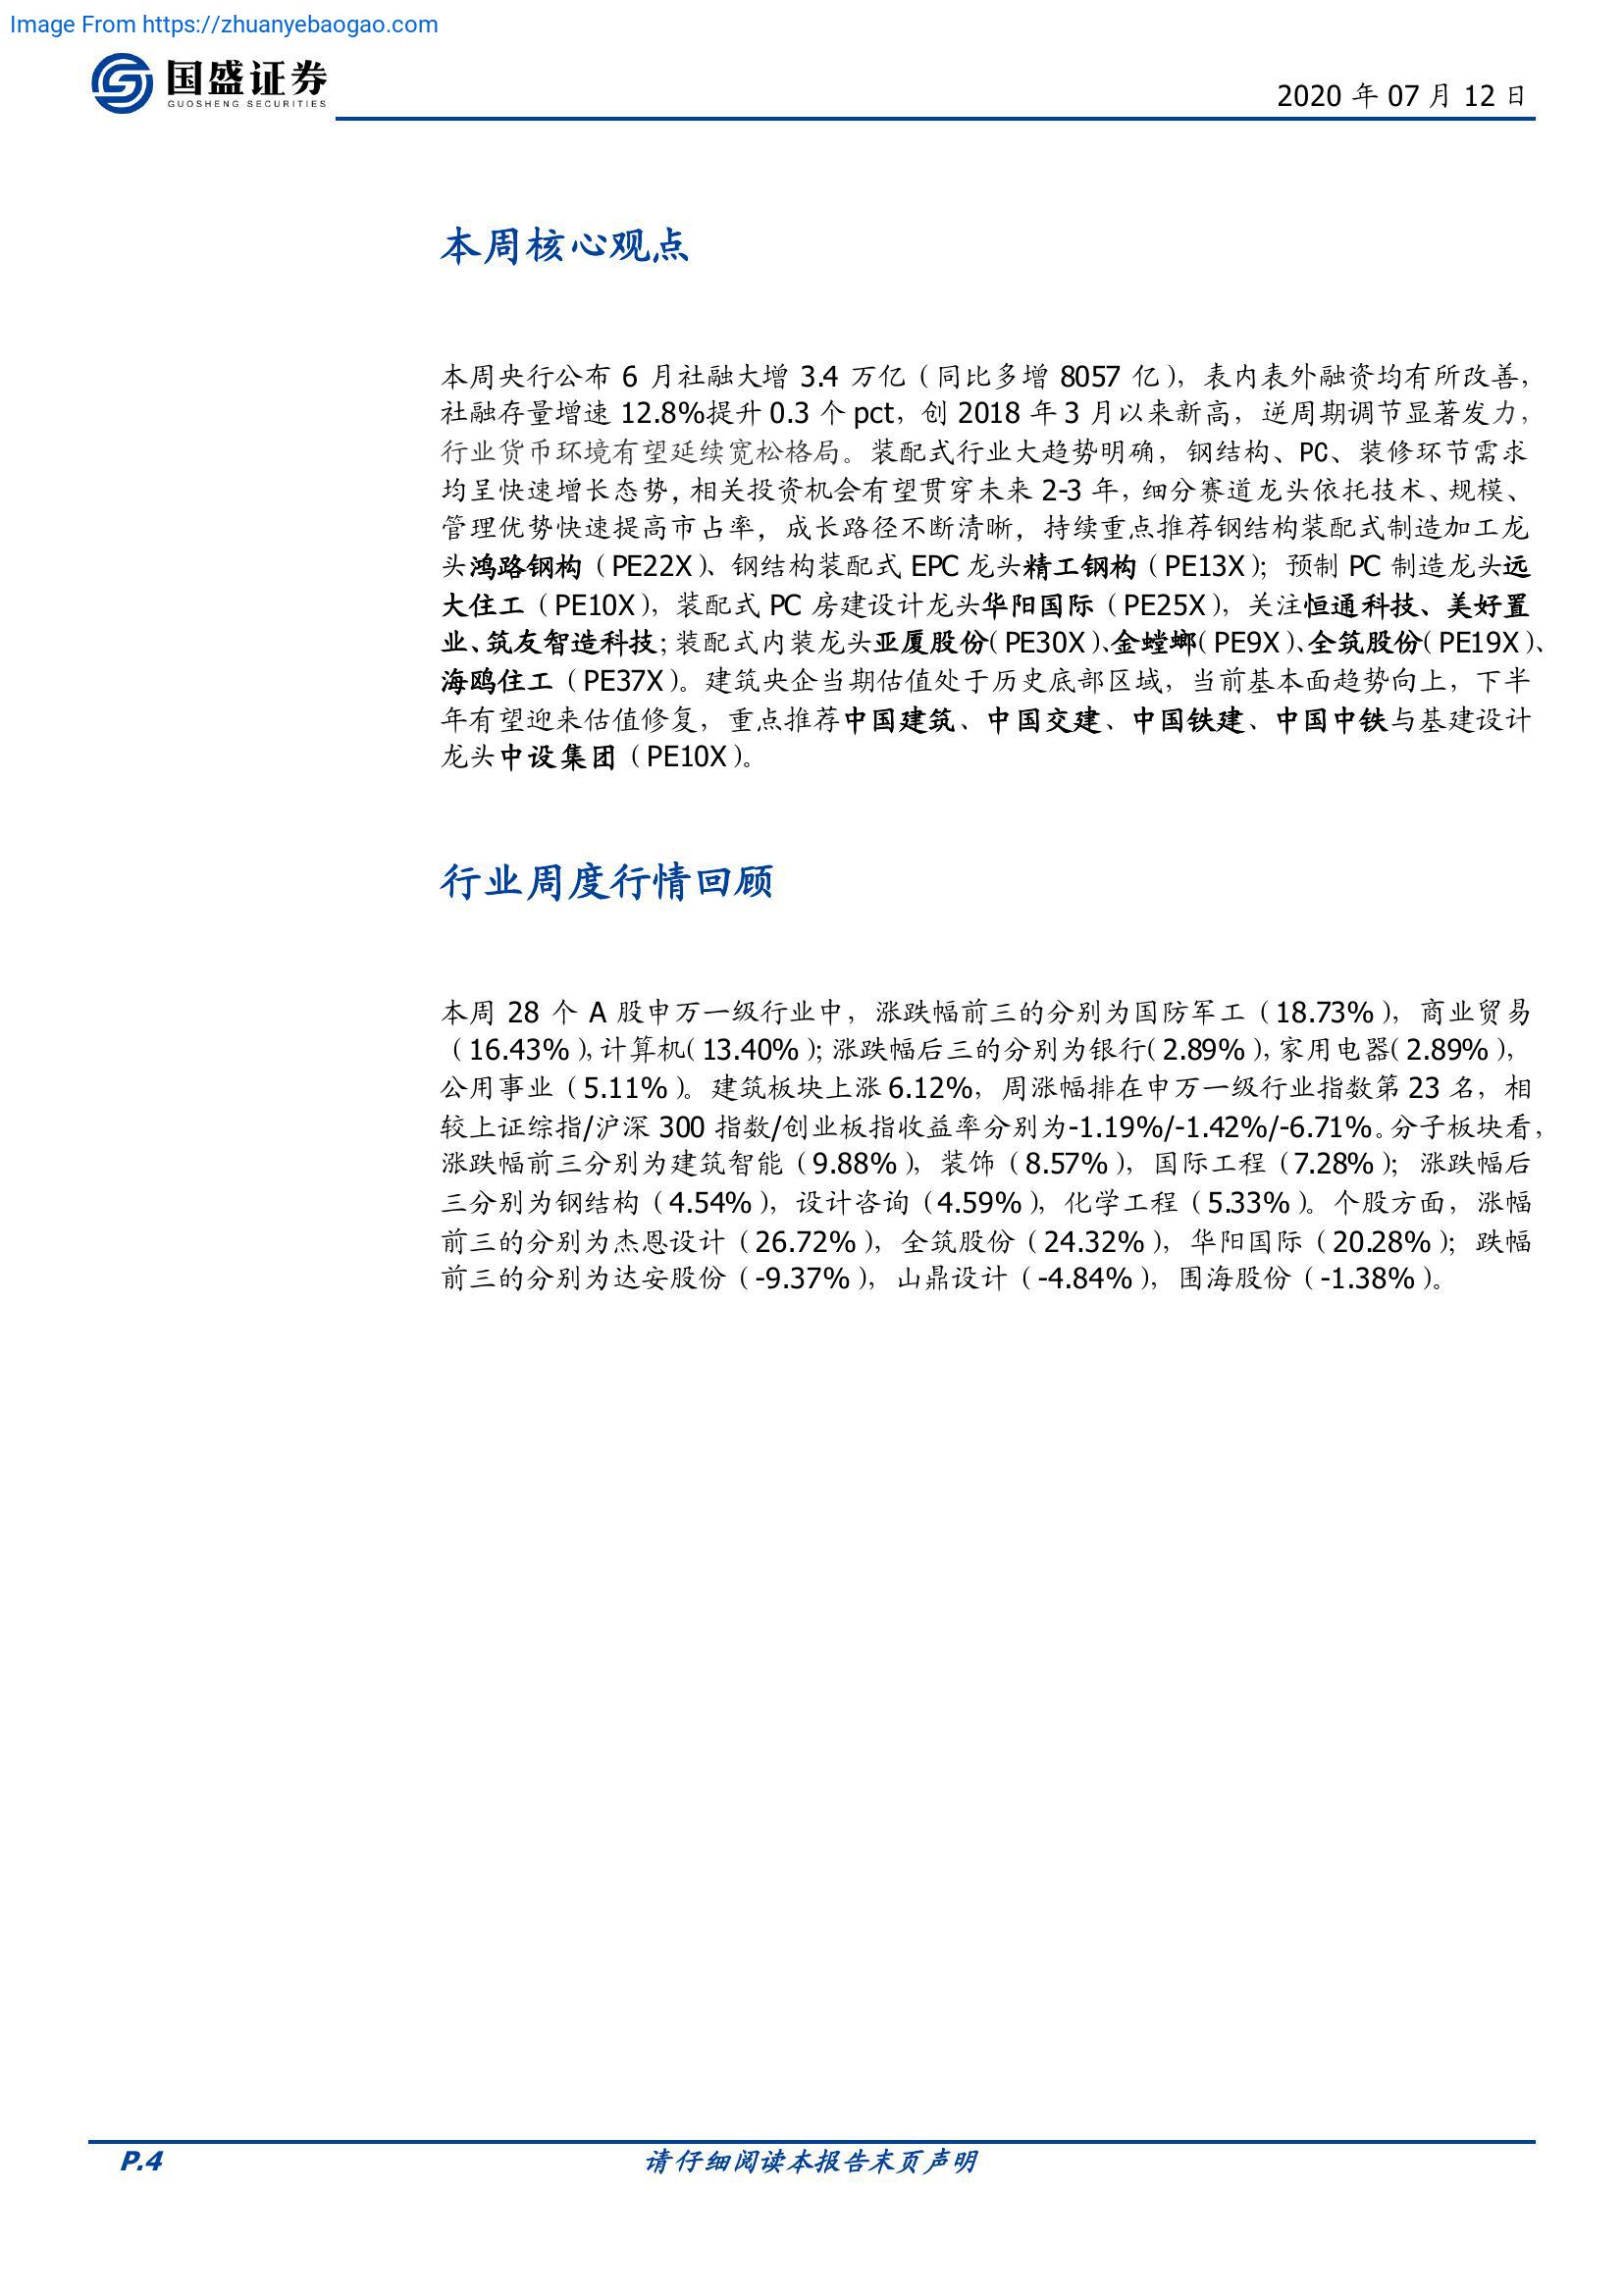 Image From https://zhuanyebaogao.com
国盛证券
GUOSHENG SECURITIES
2020 年 07 月 12 日
本周核心观点
本周央行公布 6 月社融大增 3.4 万亿（同比多增 8057 亿），表内表外融资均有所改善，
社融存量增速 12.8%提升 0.3 个 pct，创 2018 年 3 月以来新高，逆周期调节显著发力，
行业货币环境有望延续宽松格局。装配式行业大趋势明确，钢结构、PC、装修环节需求
均呈快速增长态势，相关投资机会有望贯穿未来 2-3 年，细分赛道龙头依托技术、规模、
管理优势快速提高市占率，成长路径不断清晰，持续重点推荐钢结构装配式制造加工龙
头鸿路钢构（PE22X）、钢结构装配式 EPC 龙头精工钢构（PE13X）；预制 PC 制造龙头远
大住工（PE10X），装配式 PC 房建设计龙头华阳国际（PE25X），关注恒通科技、美好置
业、筑友智造科技；装配式内装龙头亚厦股份（PE30X）、金螳螂（PE9X）、全筑股份（PE19X）、
海鸥住工（PE37X）。建筑央企当期估值处于历史底部区域，当前基本面趋势向上，下半
年有望迎来估值修复，重点推荐中国建筑、中国交建、中国铁建、中国中铁与基建设计
龙头中设集团（PE10X）。
行业周度行情回顾
本周 28 个 A 股申万一级行业中，涨跌幅前三的分别为国防军工（18.73%），商业贸易
（16.43%），计算机（13.40%）；涨跌幅后三的分别为银行（2.89%），家用电器（2.89%），
公用事业（5.11%）。建筑板块上涨 6.12%，周涨幅排在申万一级行业指数第 23 名，相
较上证综指/沪深 300 指数/创业板指收益率分别为-1.19%/-1.42%/-6.71%。分子板块看，
涨跌幅前三分别为建筑智能（9.88%），装饰（8.57%），国际工程（7.28%）；涨跌幅后
三分别为钢结构（4.54%），设计咨询（4.59%），化学工程（5.33%）。个股方面，涨幅
前三的分别为杰恩设计（26.72%），全筑股份（24.32%），华阳国际（20.28%）；跌幅
前三的分别为达安股份（-9.37%），山鼎设计（-4.84%），围海股份（-1.38%）。
P.4
请仔细阅读本报告末页声明